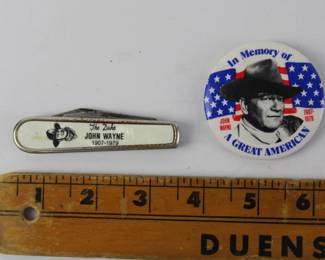 The Duke
JOHN WAYNE
1907-1979
In Memory of
JOHN
WAYNE
1907-
1979
A GREAT AMERICAN
1 2 3 4 5 6
DUENS